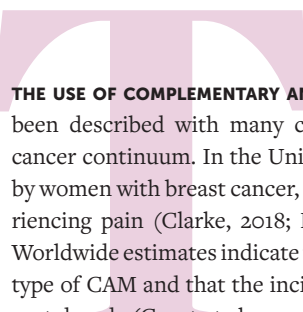 THE USE OF COMPLEMENTARY A
been described with many c
cancer continuum. In the Uni
by women with breast cancer,
riencing pain (Clarke, 2018;
Worldwide estimates indicate
type of CAM and that the inci